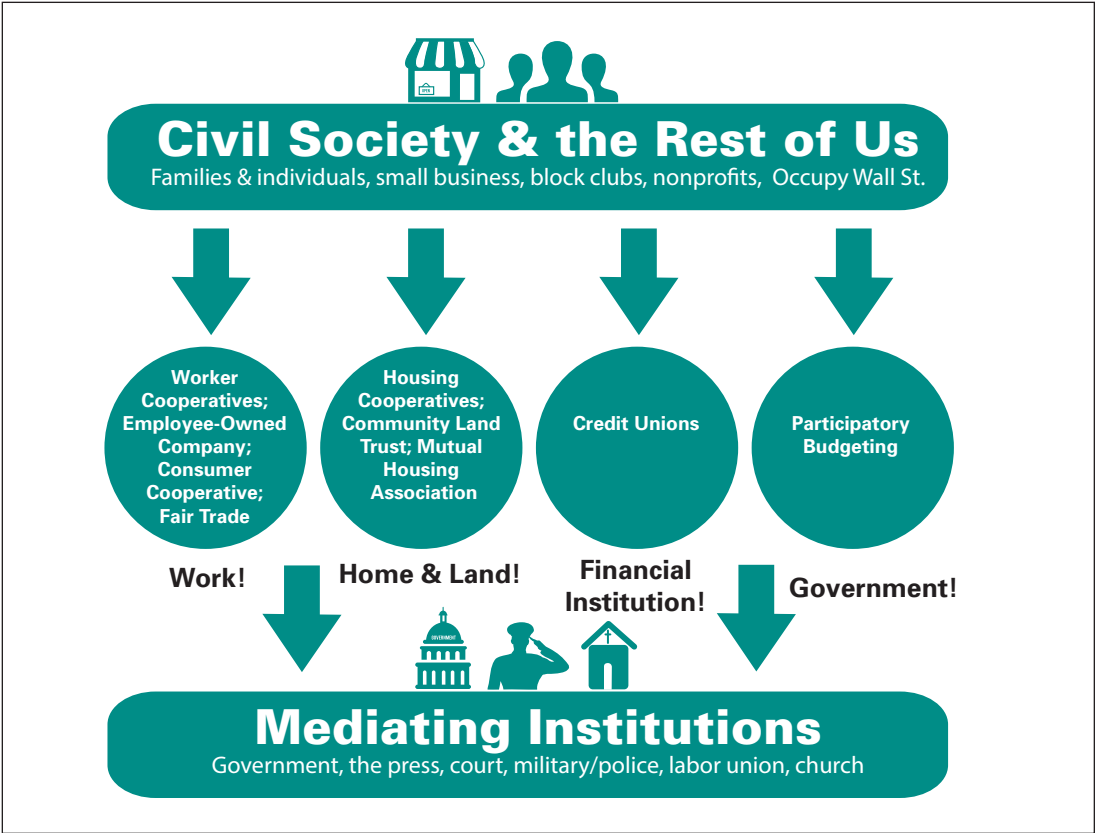 OPEN
Civil Society & the Rest of Us
Families & individuals, small business, block clubs, nonprofits, Occupy Wall St.
Worker
Cooperatives;
Employee-Owned
Company;
Consumer
Cooperative;
Fair Trade
Housing
Cooperatives;
Community Land
Trust; Mutual
Housing
Association
Credit Unions
Participatory
Budgeting
Work!
Home & Land!
Financial
Institution!
Government!
GOVERNMENT
Mediating Institutions
Government, the press, court, military/police, labor union, church